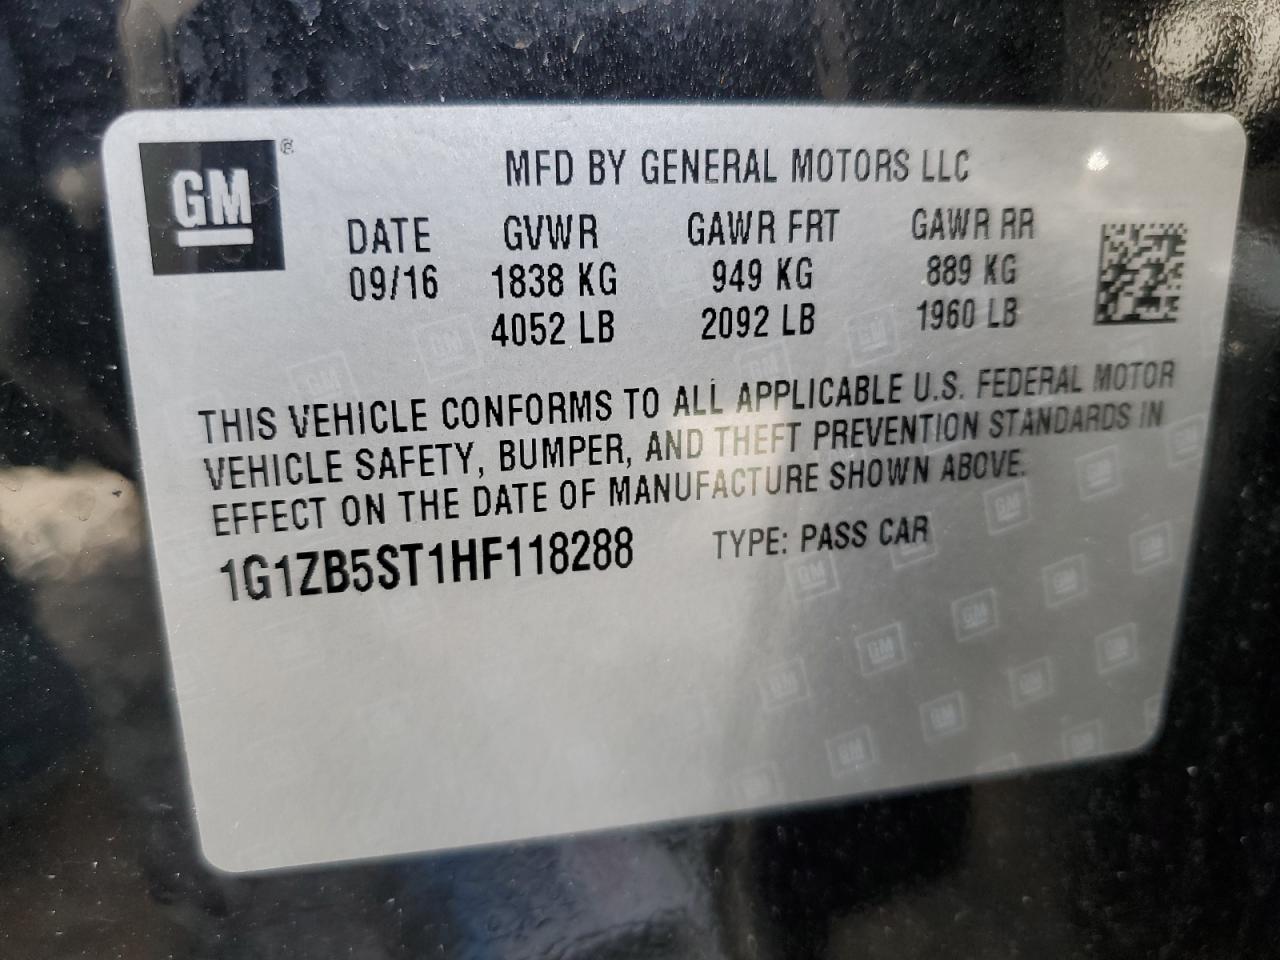 GM ®
MFD BY GENERAL MOTORS LLC
DATE GVWR GAWR FRT GAWR RR
09/16 1838 KG 949 KG 889 KG
4052 LB 2092 LB 1960 LB
THIS VEHICLE CONFORMS TO ALL APPLICABLE U.S. FEDERAL MOTOR
VEHICLE SAFETY, BUMPER, AND THEFT PREVENTION STANDARDS IN
EFFECT ON THE DATE OF MANUFACTURE SHOWN ABOVE.
1G1ZB5ST1HF118288 TYPE: PASS CAR